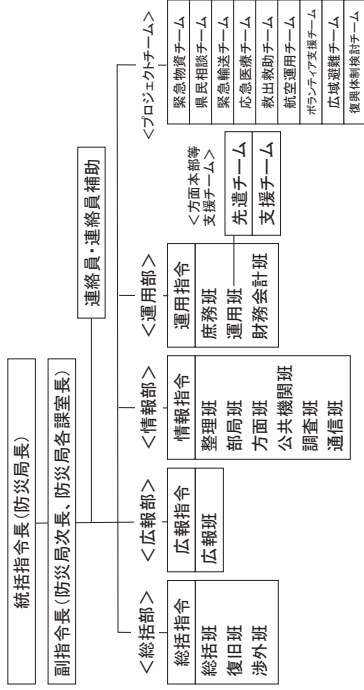 統括指令長(防災局長)
副指令長(防災局次長、防災局各課室長)
連絡員・連絡員補助
<総括部>
総括指令
総括班
復旧班
渉外班
<広報部>
広報指令
広報班
<情報部>
情報指令
整理班
部局班
方面班
公共機関班
調査班
通信班
<運用部>
運用指令
庶務班
運用班
財務会計班
<方面本部等
支援チーム>
先遣チーム
支援チーム
<プロジェクトチーム>
緊急物資チーム
県民相談チーム
緊急輸送チーム
応急医療チーム
救出救助チーム
航空運用チーム
ボランティア支援チーム
広域避難チーム
復興体制検討チーム